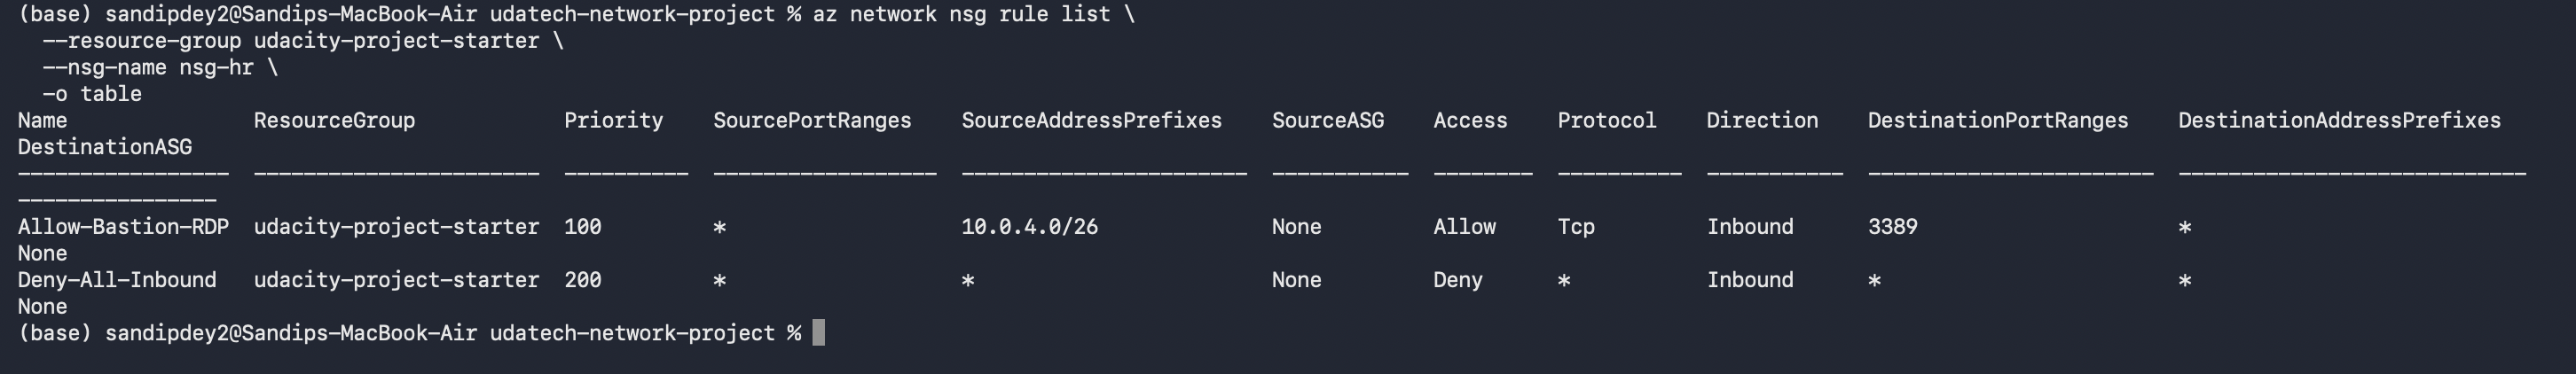 (base) sandipdey2@Sandips-MacBook-Air udatech-network-project % az network nsg rule list \
  --resource-group udacity-project-starter \
  --nsg-name nsg-hr \
  -o table
Name               ResourceGroup            Priority    SourcePortRanges    SourceAddressPrefixes    SourceASG    Access    Protocol    Direction    DestinationPortRanges    DestinationAddressPrefixes
DestinationASG
-----------------  -----------------------  ----------  ------------------  -----------------------  -----------  --------  ----------  -----------  -----------------------  ----------------------------
----------------
Allow-Bastion-RDP  udacity-project-starter  100         *                   10.0.4.0/26              None         Allow     Tcp         Inbound      3389                     *
None
Deny-All-Inbound   udacity-project-starter  200         *                   *                        None         Deny      *           Inbound      *                        *
None
(base) sandipdey2@Sandips-MacBook-Air udatech-network-project %